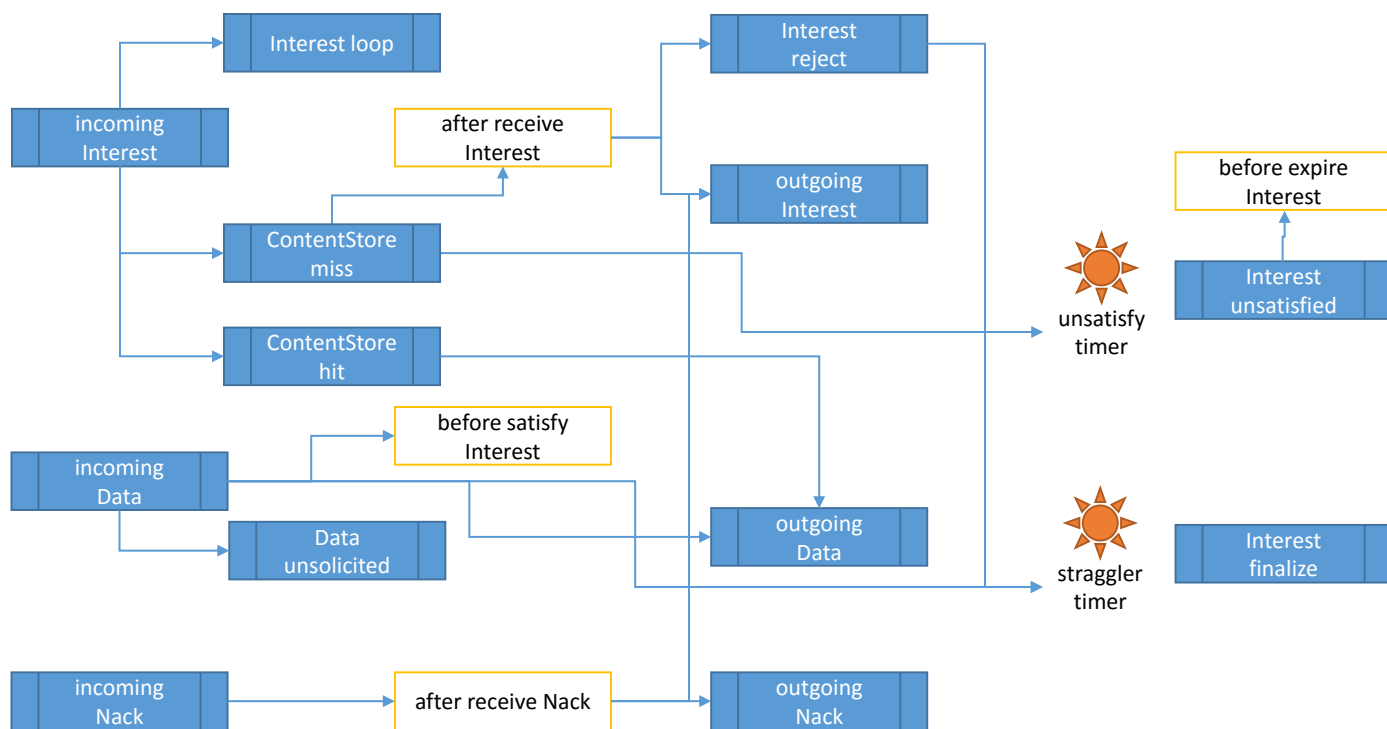 Interest loop
Interest
reject
incoming
Interest
after receive
Interest
outgoing
Interest
before expire
Interest
ContentStore
miss
unsatisfy
timer
Interest
unsatisfied
ContentStore
hit
before satisfy
Interest
incoming
Data
Data
unsolicited
outgoing
Data
straggler
timer
Interest
finalize
incoming
Nack
after receive Nack
outgoing
Nack